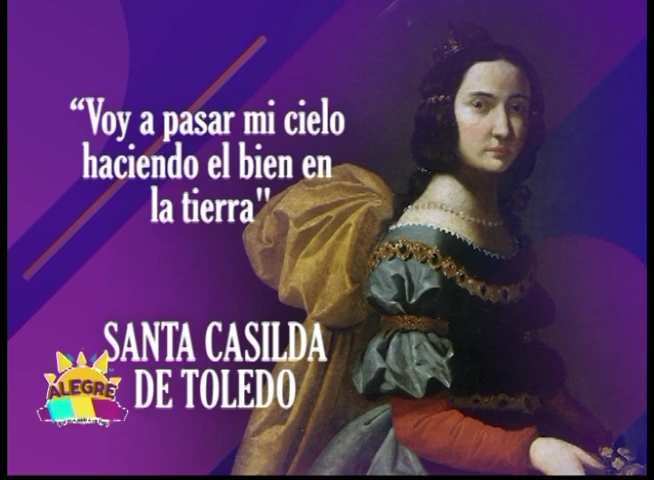 “Voy a pasar mi cielo
haciendo el bien en
la tierra"
SANTA CASILDA
DE TOLEDO
ALEGRE